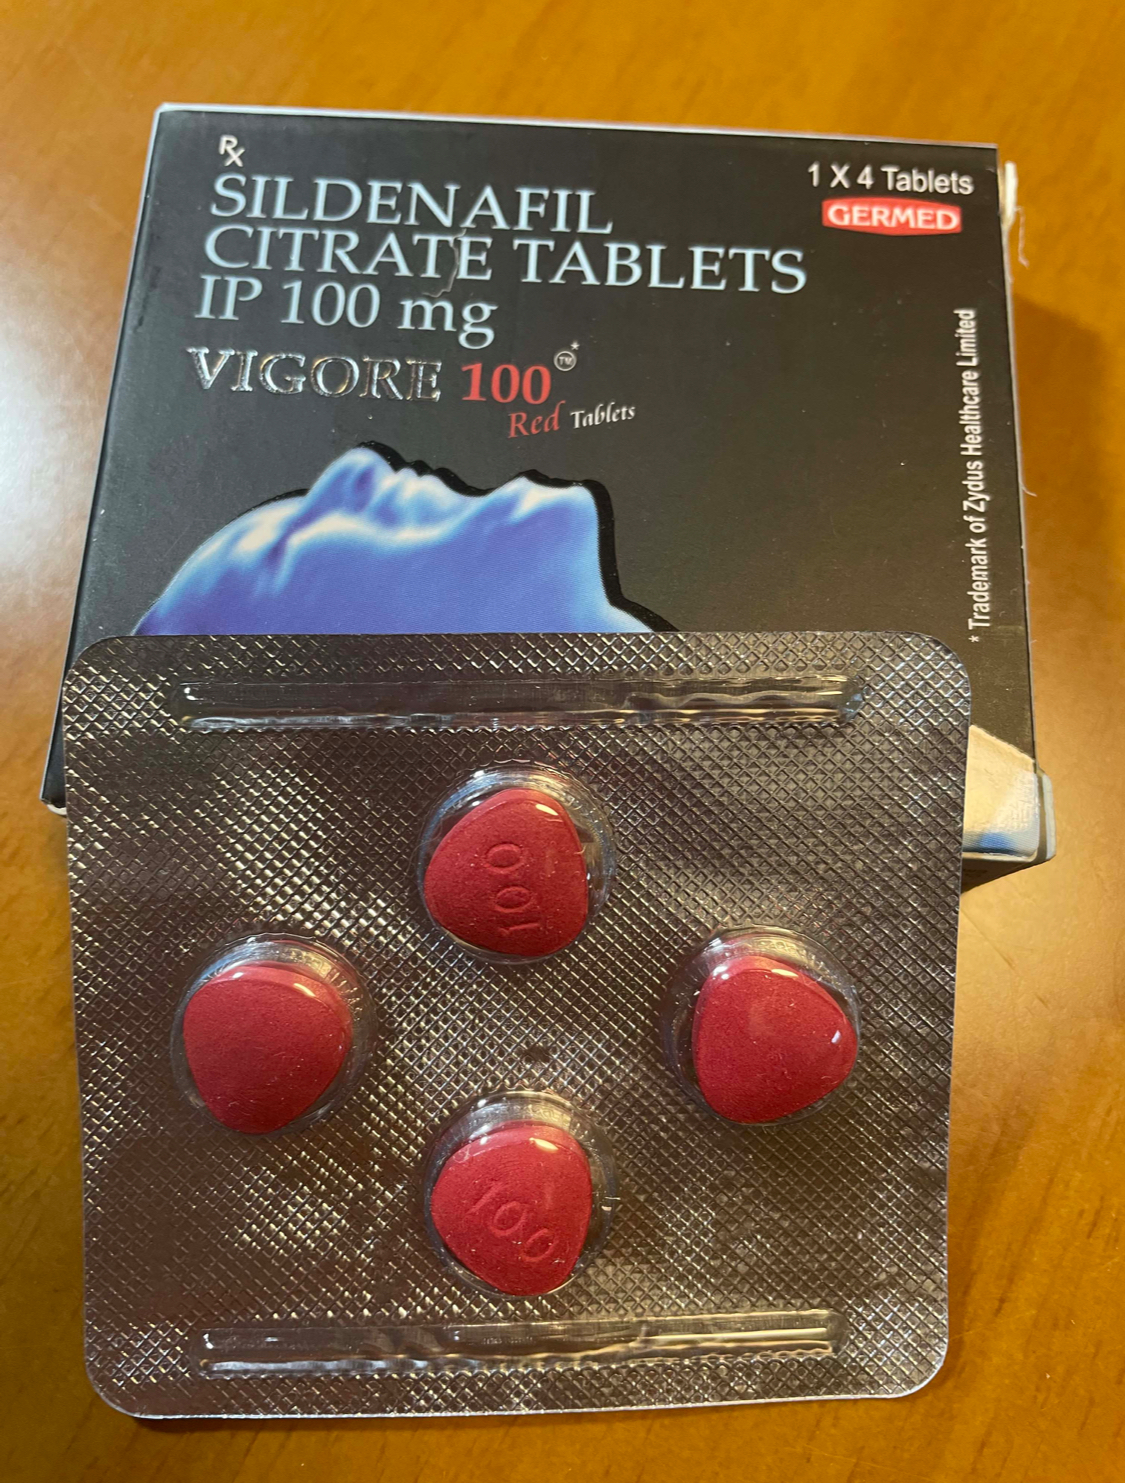 Rx
SILDENAFIL
CITRATE TABLETS
IP 100 mg
VIGORE 100™*
Red Tablets
1 X 4 Tablets
GERMED
* Trademark of Zydus Healthcare Limited
100
100